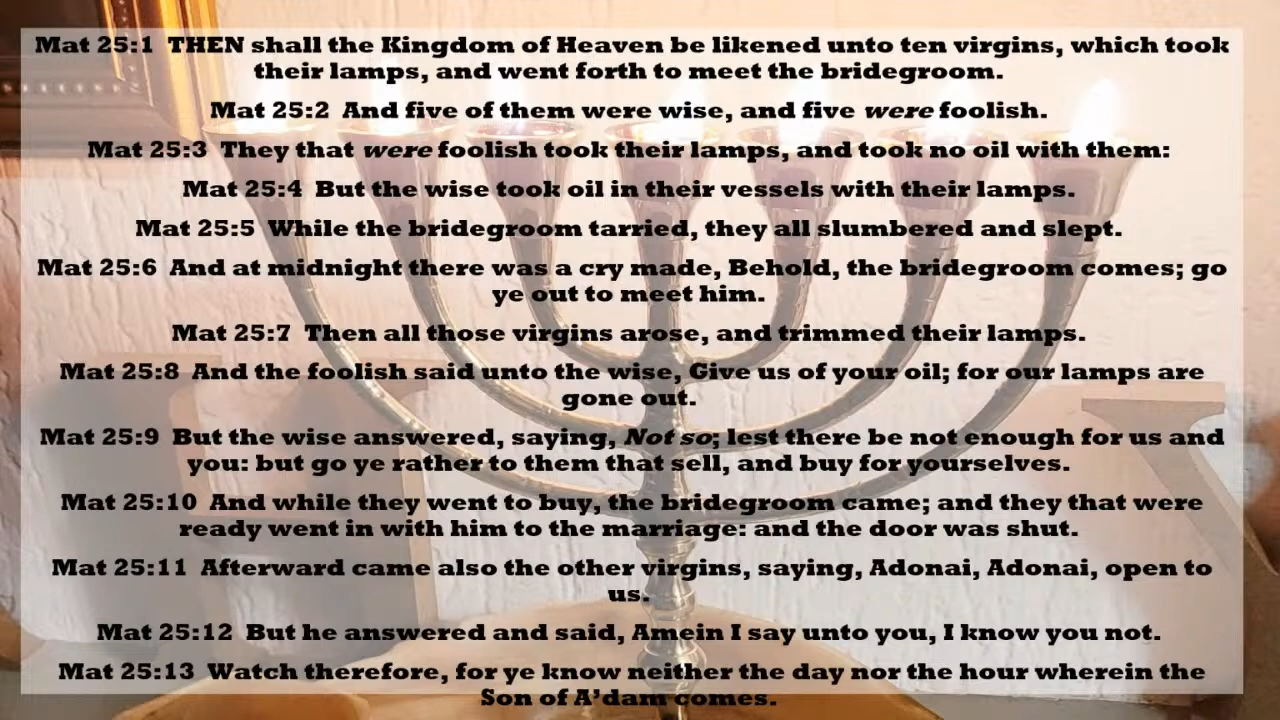 Mat 25:1 THEN shall the Kingdom of Heaven be likened unto ten virgins, which took
their lamps, and went forth to meet the bridegroom.
Mat 25:2 And five of them were wise, and five were foolish.
Mat 25:3 They that were foolish took their lamps, and took no oil with them:
Mat 25:4 But the wise took oil in their vessels with their lamps.
Mat 25:5 While the bridegroom tarried, they all slumbered and slept.
Mat 25:6 And at midnight there was a cry made, Behold, the bridegroom comes; go
ye out to meet him.
Mat 25:7 Then all those virgins arose, and trimmed their lamps.
Mat 25:8 And the foolish said unto the wise, Give us of your oil; for our lamps are
gone out.
Mat 25:9 But the wise answered, saying, Not so; lest there be not enough for us and
you: but go ye rather to them that sell, and buy for yourselves.
Mat 25:10 And while they went to buy, the bridegroom came; and they that were
ready went in with him to the marriage: and the door was shut.
Mat 25:11 Afterward came also the other virgins, saying, Adonai, Adonai, open to
us.
Mat 25:12 But he answered and said, Amein I say unto you, I know you not.
Mat 25:13 Watch therefore, for ye know neither the day nor the hour wherein the
Son of A’dam comes.